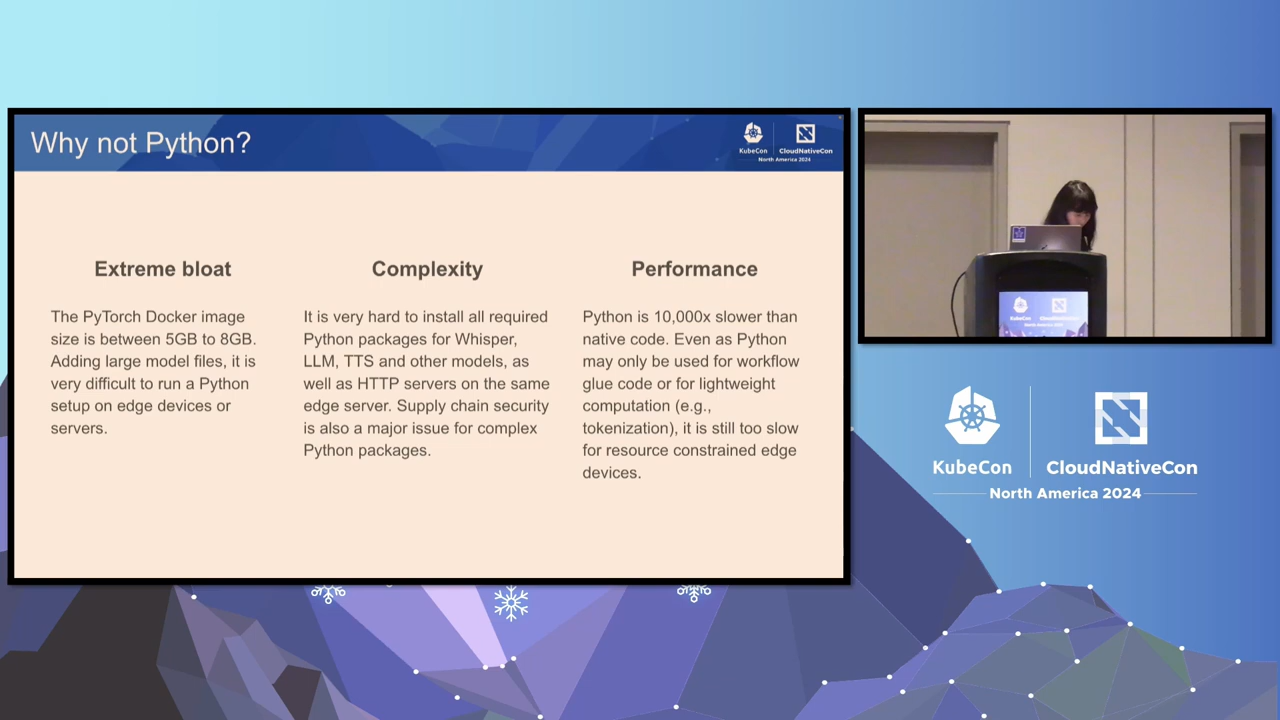 Why not Python?
KubeCon
CloudNativeCon
North America 2024
Extreme bloat
The PyTorch Docker image
size is between 5GB to 8GB.
Adding large model files, it is
very difficult to run a Python
setup on edge devices or
servers.
Complexity
It is very hard to install all required
Python packages for Whisper,
LLM, TTS and other models, as
well as HTTP servers on the same
edge server. Supply chain security
is also a major issue for complex
Python packages.
Performance
Python is 10,000x slower than
native code. Even as Python
may only be used for workflow
glue code or for lightweight
computation (e.g.,
tokenization), it is still too slow
for resource constrained edge
devices.
KubeCon
CloudNativeCon
North America 2024
KubeCon
CloudNativeCon
North America 2024